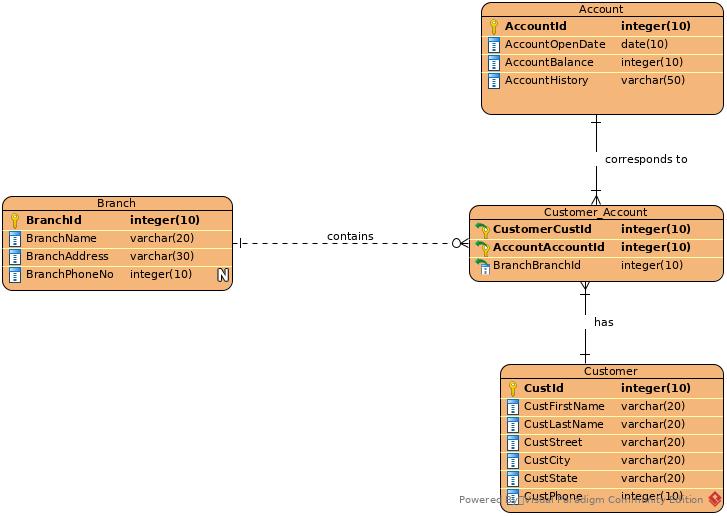 Account
AccountId integer(10)
AccountOpenDate date(10)
AccountBalance integer(10)
AccountHistory varchar(50)
corresponds to
Branch
BranchId integer(10)
BranchName varchar(20)
BranchAddress varchar(30)
BranchPhoneNo integer(10) N
contains
Customer_Account
CustomerCustId integer(10)
AccountAccountId integer(10)
BranchBranchId integer(10)
has
Customer
CustId integer(10)
CustFirstName varchar(20)
CustLastName varchar(20)
CustStreet varchar(20)
CustCity varchar(20)
CustState varchar(20)
CustPhone integer(10)
Powered by Visual Paradigm Community Edition